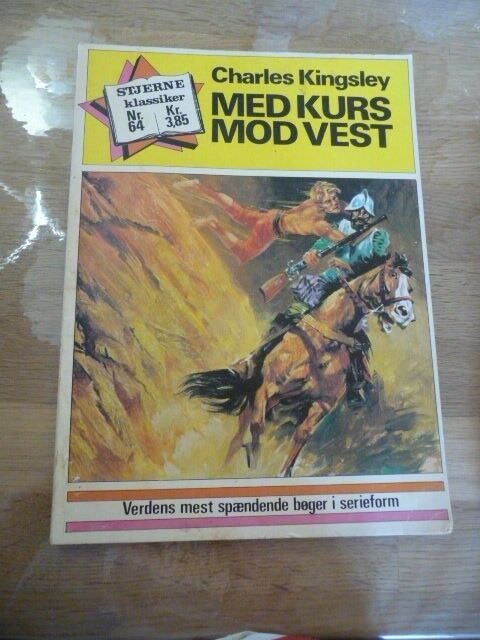 STJERNE
klassiker
Nr. Kr.
64 3,85
Charles Kingsley
MED KURS
MOD VEST
Verdens mest spændende bøger i serieform